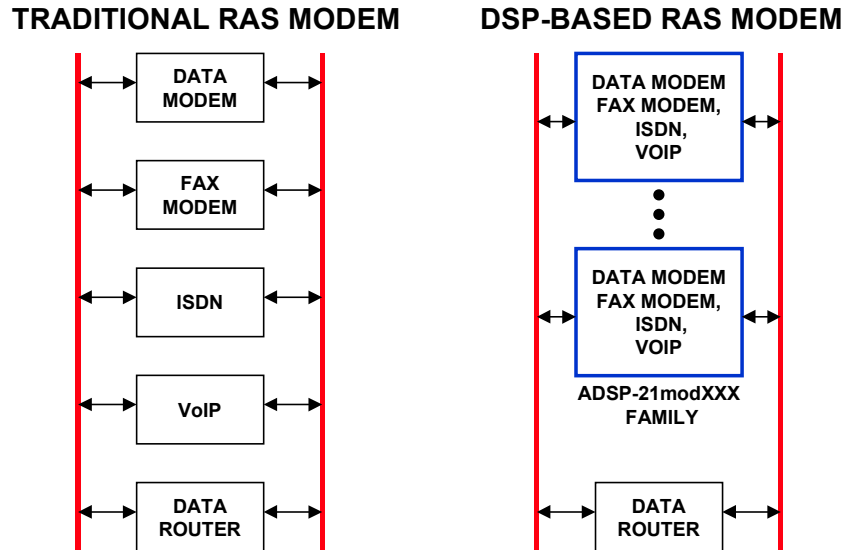 TRADITIONAL RAS MODEM
DATA
MODEM
FAX
MODEM
ISDN
VoIP
DATA
ROUTER
DSP-BASED RAS MODEM
DATA MODEM
FAX MODEM,
ISDN,
VOIP
DATA MODEM
FAX MODEM,
ISDN,
VOIP
ADSP-21modXXX
FAMILY
DATA
ROUTER